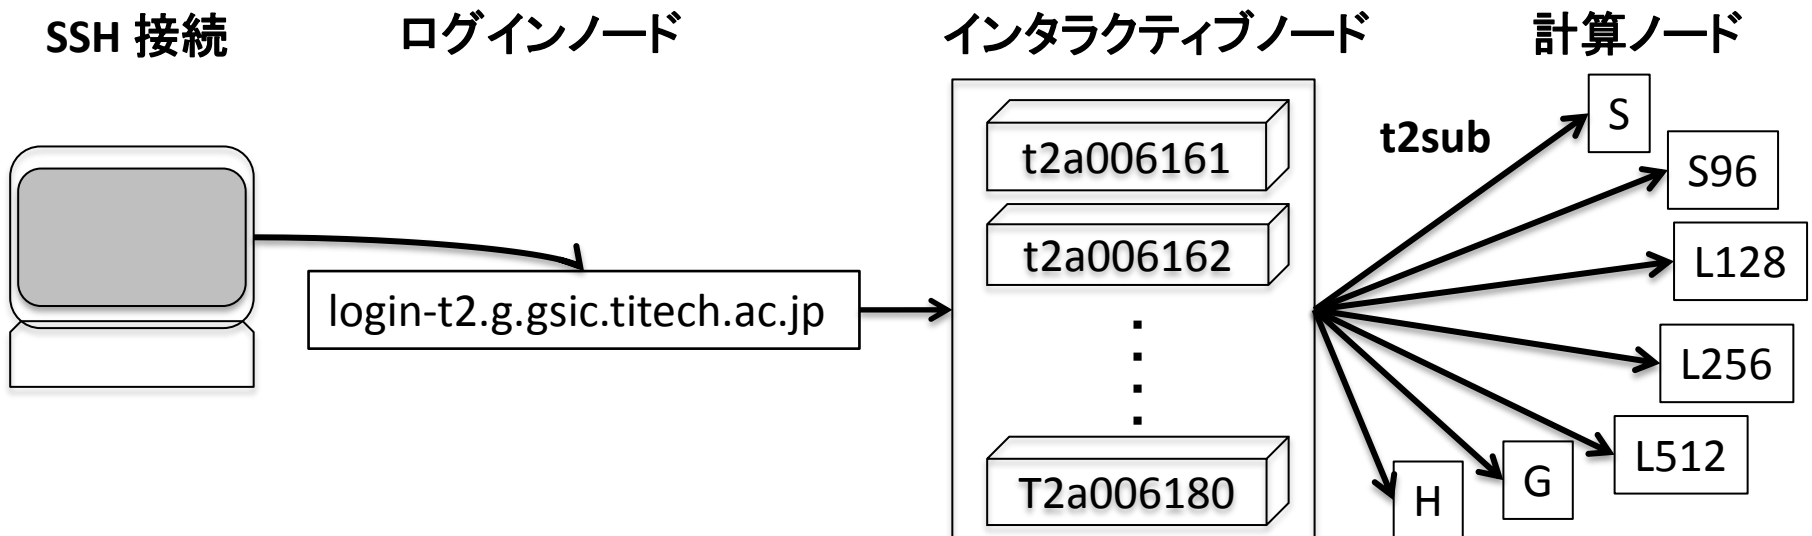 SSH 接続
ログインノード
インタラクティブノード
計算ノード
login-t2.g.gsic.titech.ac.jp
t2a006161
t2a006162
T2a006180
t2sub
S
S96
L128
L256
L512
G
H